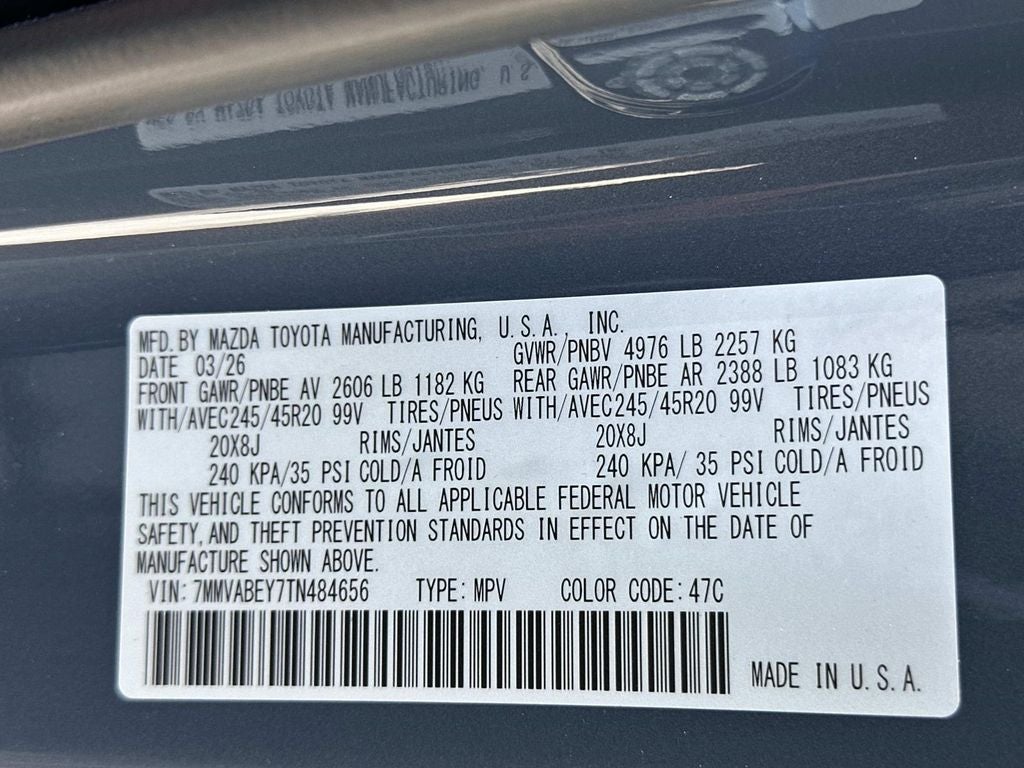 MFD. BY MAZDA TOYOTA MANUFACTURING, U.S.A., INC.
DATE 03/26 GVWR/PNBV 4976 LB 2257 KG
FRONT GAWR/PNBE AV 2606 LB 1182 KG REAR GAWR/PNBE AR 2388 LB 1083 KG
WITH/AVEC245/45R20 99V TIRES/PNEUS WITH/AVEC245/45R20 99V TIRES/PNEUS
20X8J RIMS/JANTES 20X8J RIMS/JANTES
240 KPA/35 PSI COLD/A FROID 240 KPA/ 35 PSI COLD/A FROID
THIS VEHICLE CONFORMS TO ALL APPLICABLE FEDERAL MOTOR VEHICLE
SAFETY,AND THEFT PREVENTION STANDARDS IN EFFECT ON THE DATE OF
MANUFACTURE SHOWN ABOVE.
VIN: 7MMVABEY7TN484656 TYPE: MPV COLOR CODE: 47C
MADE IN U.S.A.